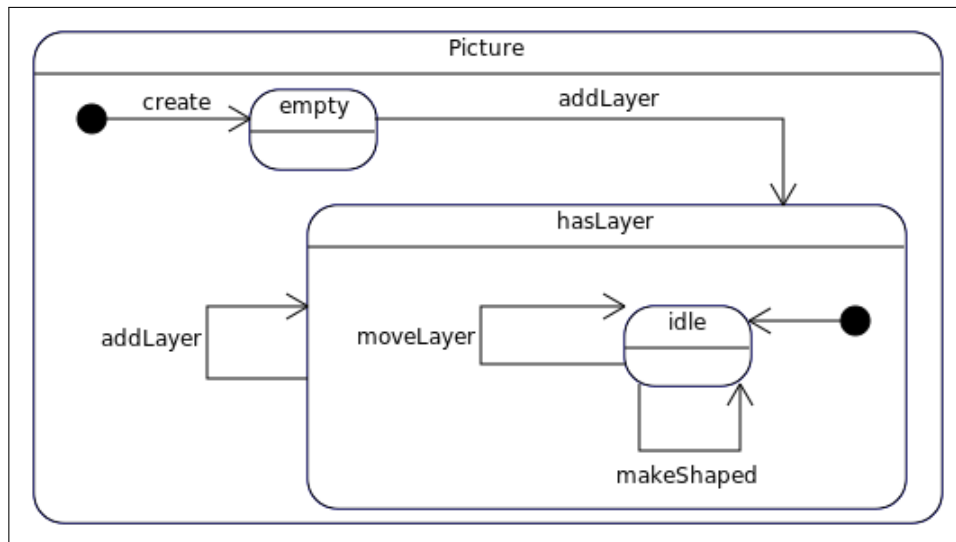 Picture
create
empty
addLayer
hasLayer
addLayer
moveLayer
idle
makeShaped